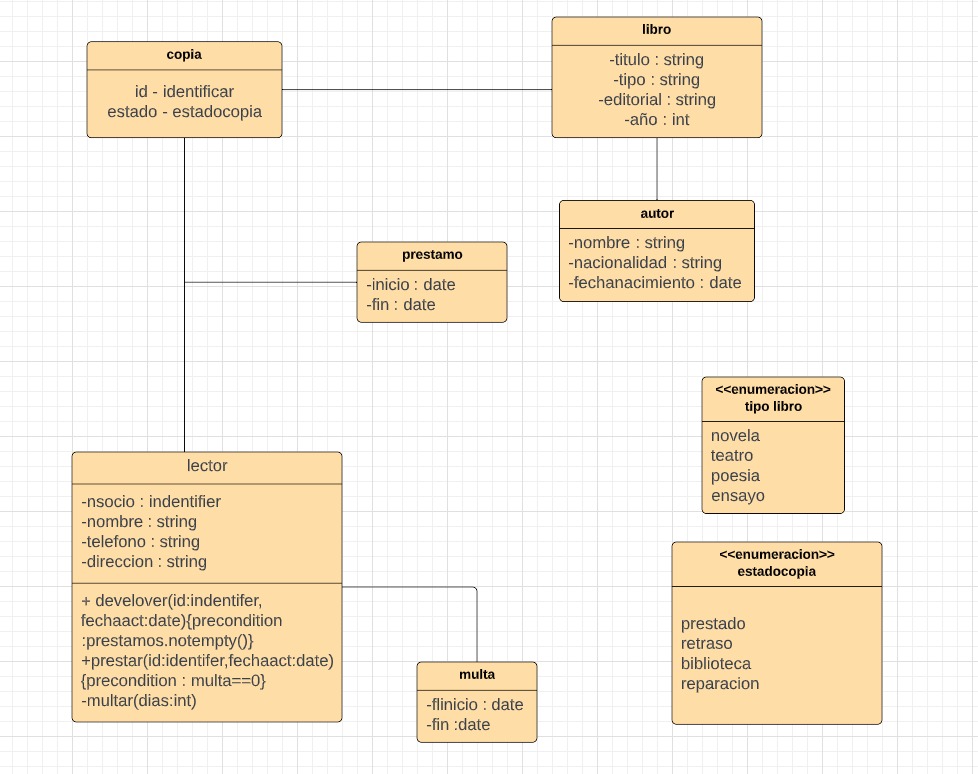 copia
id - identificar
estado - estadocopia
libro
-titulo : string
-tipo : string
-editorial : string
-año : int
autor
-nombre : string
-nacionalidad : string
-fechanacimiento : date
prestamo
-inicio : date
-fin : date
<<enumeracion>>
tipo libro
novela
teatro
poesia
ensayo
lector
-nsocio : indentifier
-nombre : string
-telefono : string
-direccion : string
+ develover(id:indentifer,
fechaact:date){precondition
:prestamos.notempty()}
+prestar(id:identifer,fechaact:date)
{precondition : multa==0}
-multar(dias:int)
<<enumeracion>>
estadocopia
prestado
retraso
biblioteca
reparacion
multa
-flinicio : date
-fin :date